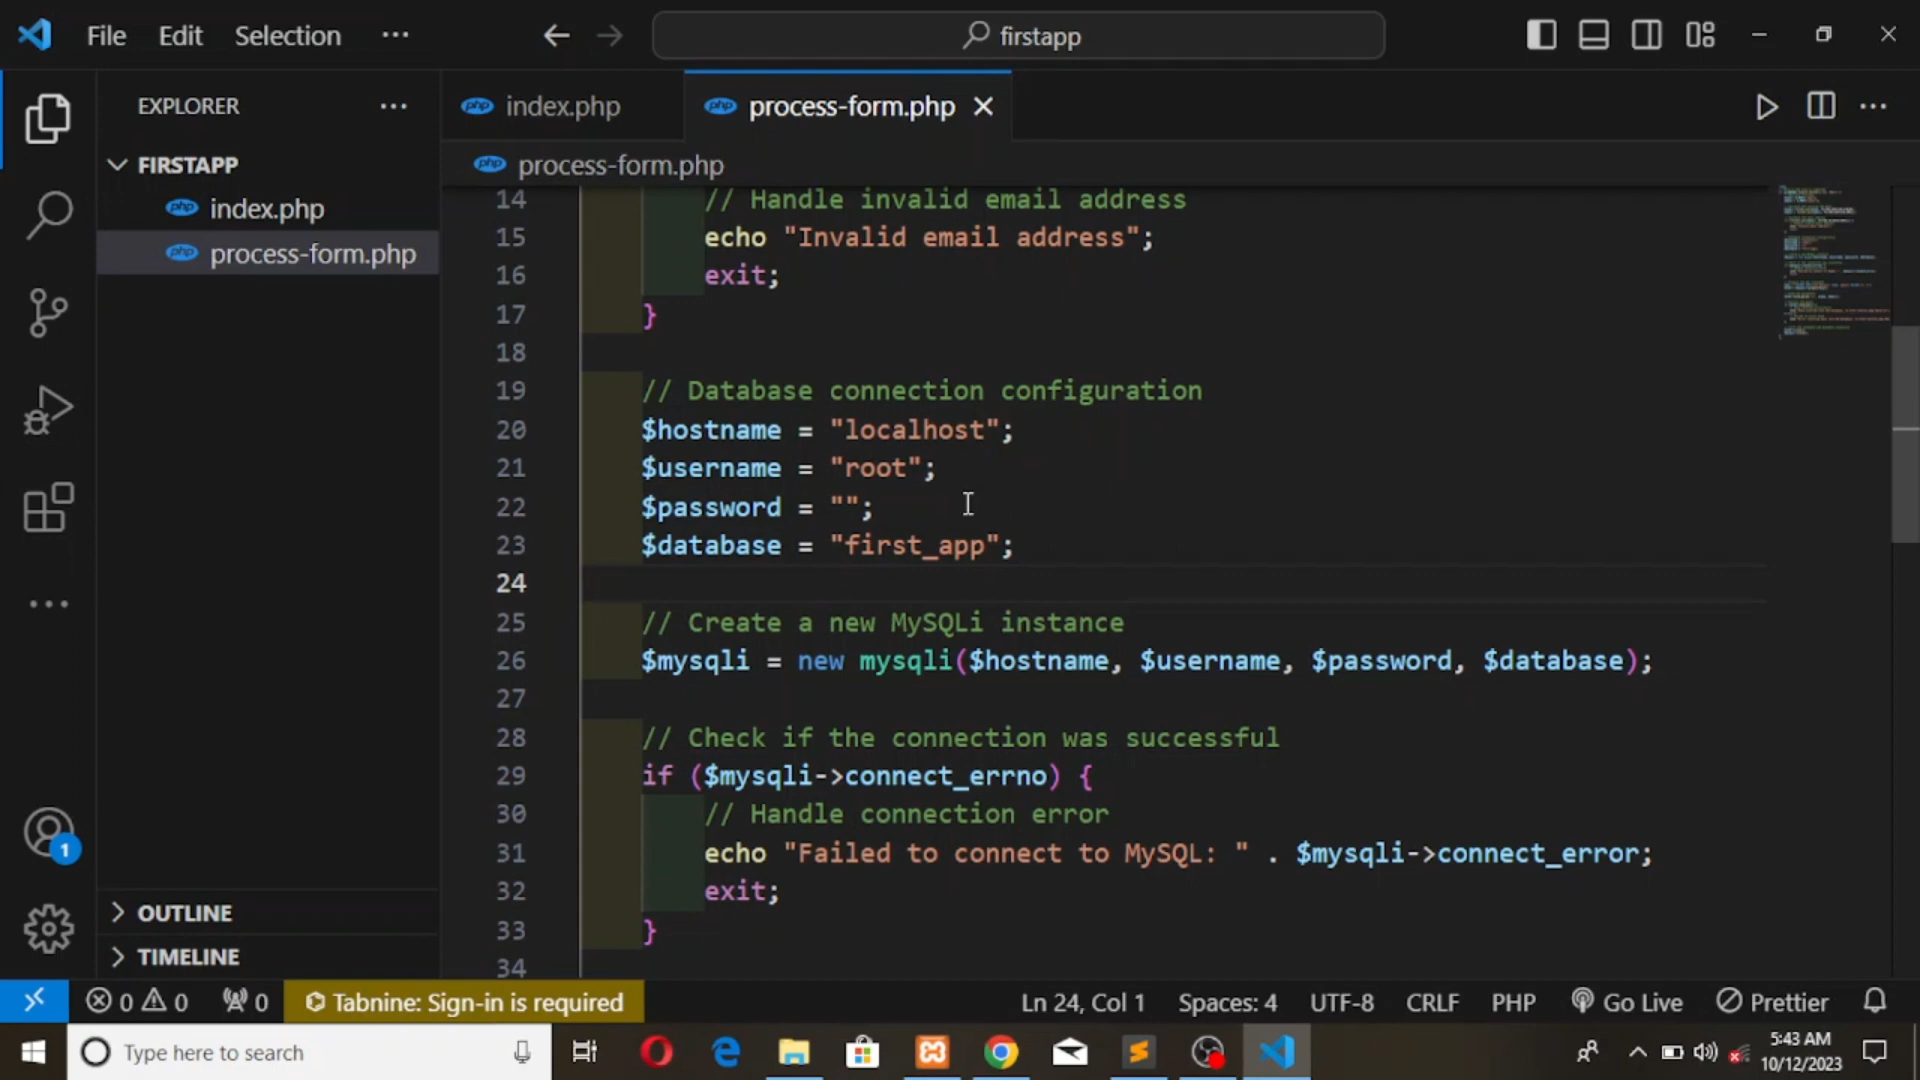 File Edit Selection ···
firstapp
EXPLORER ···
FIRSTAPP
php index.php
php process-form.php
OUTLINE
TIMELINE
php index.php
php process-form.php
php process-form.php
14 // Handle invalid email address
15 echo "Invalid email address";
16 exit;
17 }
18
19 // Database connection configuration
20 $hostname = "localhost";
21 $username = "root";
22 $password = "";
23 $database = "first_app";
24
25 // Create a new MySQLi instance
26 $mysqli = new mysqli($hostname, $username, $password, $database);
27
28 // Check if the connection was successful
29 if ($mysqli->connect_errno) {
30 // Handle connection error
31 echo "Failed to connect to MySQL: " . $mysqli->connect_error;
32 exit;
33 }
34
1
0 0 0 Tabnine: Sign-in is required Ln 24, Col 1 Spaces: 4 UTF-8 CRLF PHP Go Live Prettier
Type here to search
5:43 AM
10/12/2023